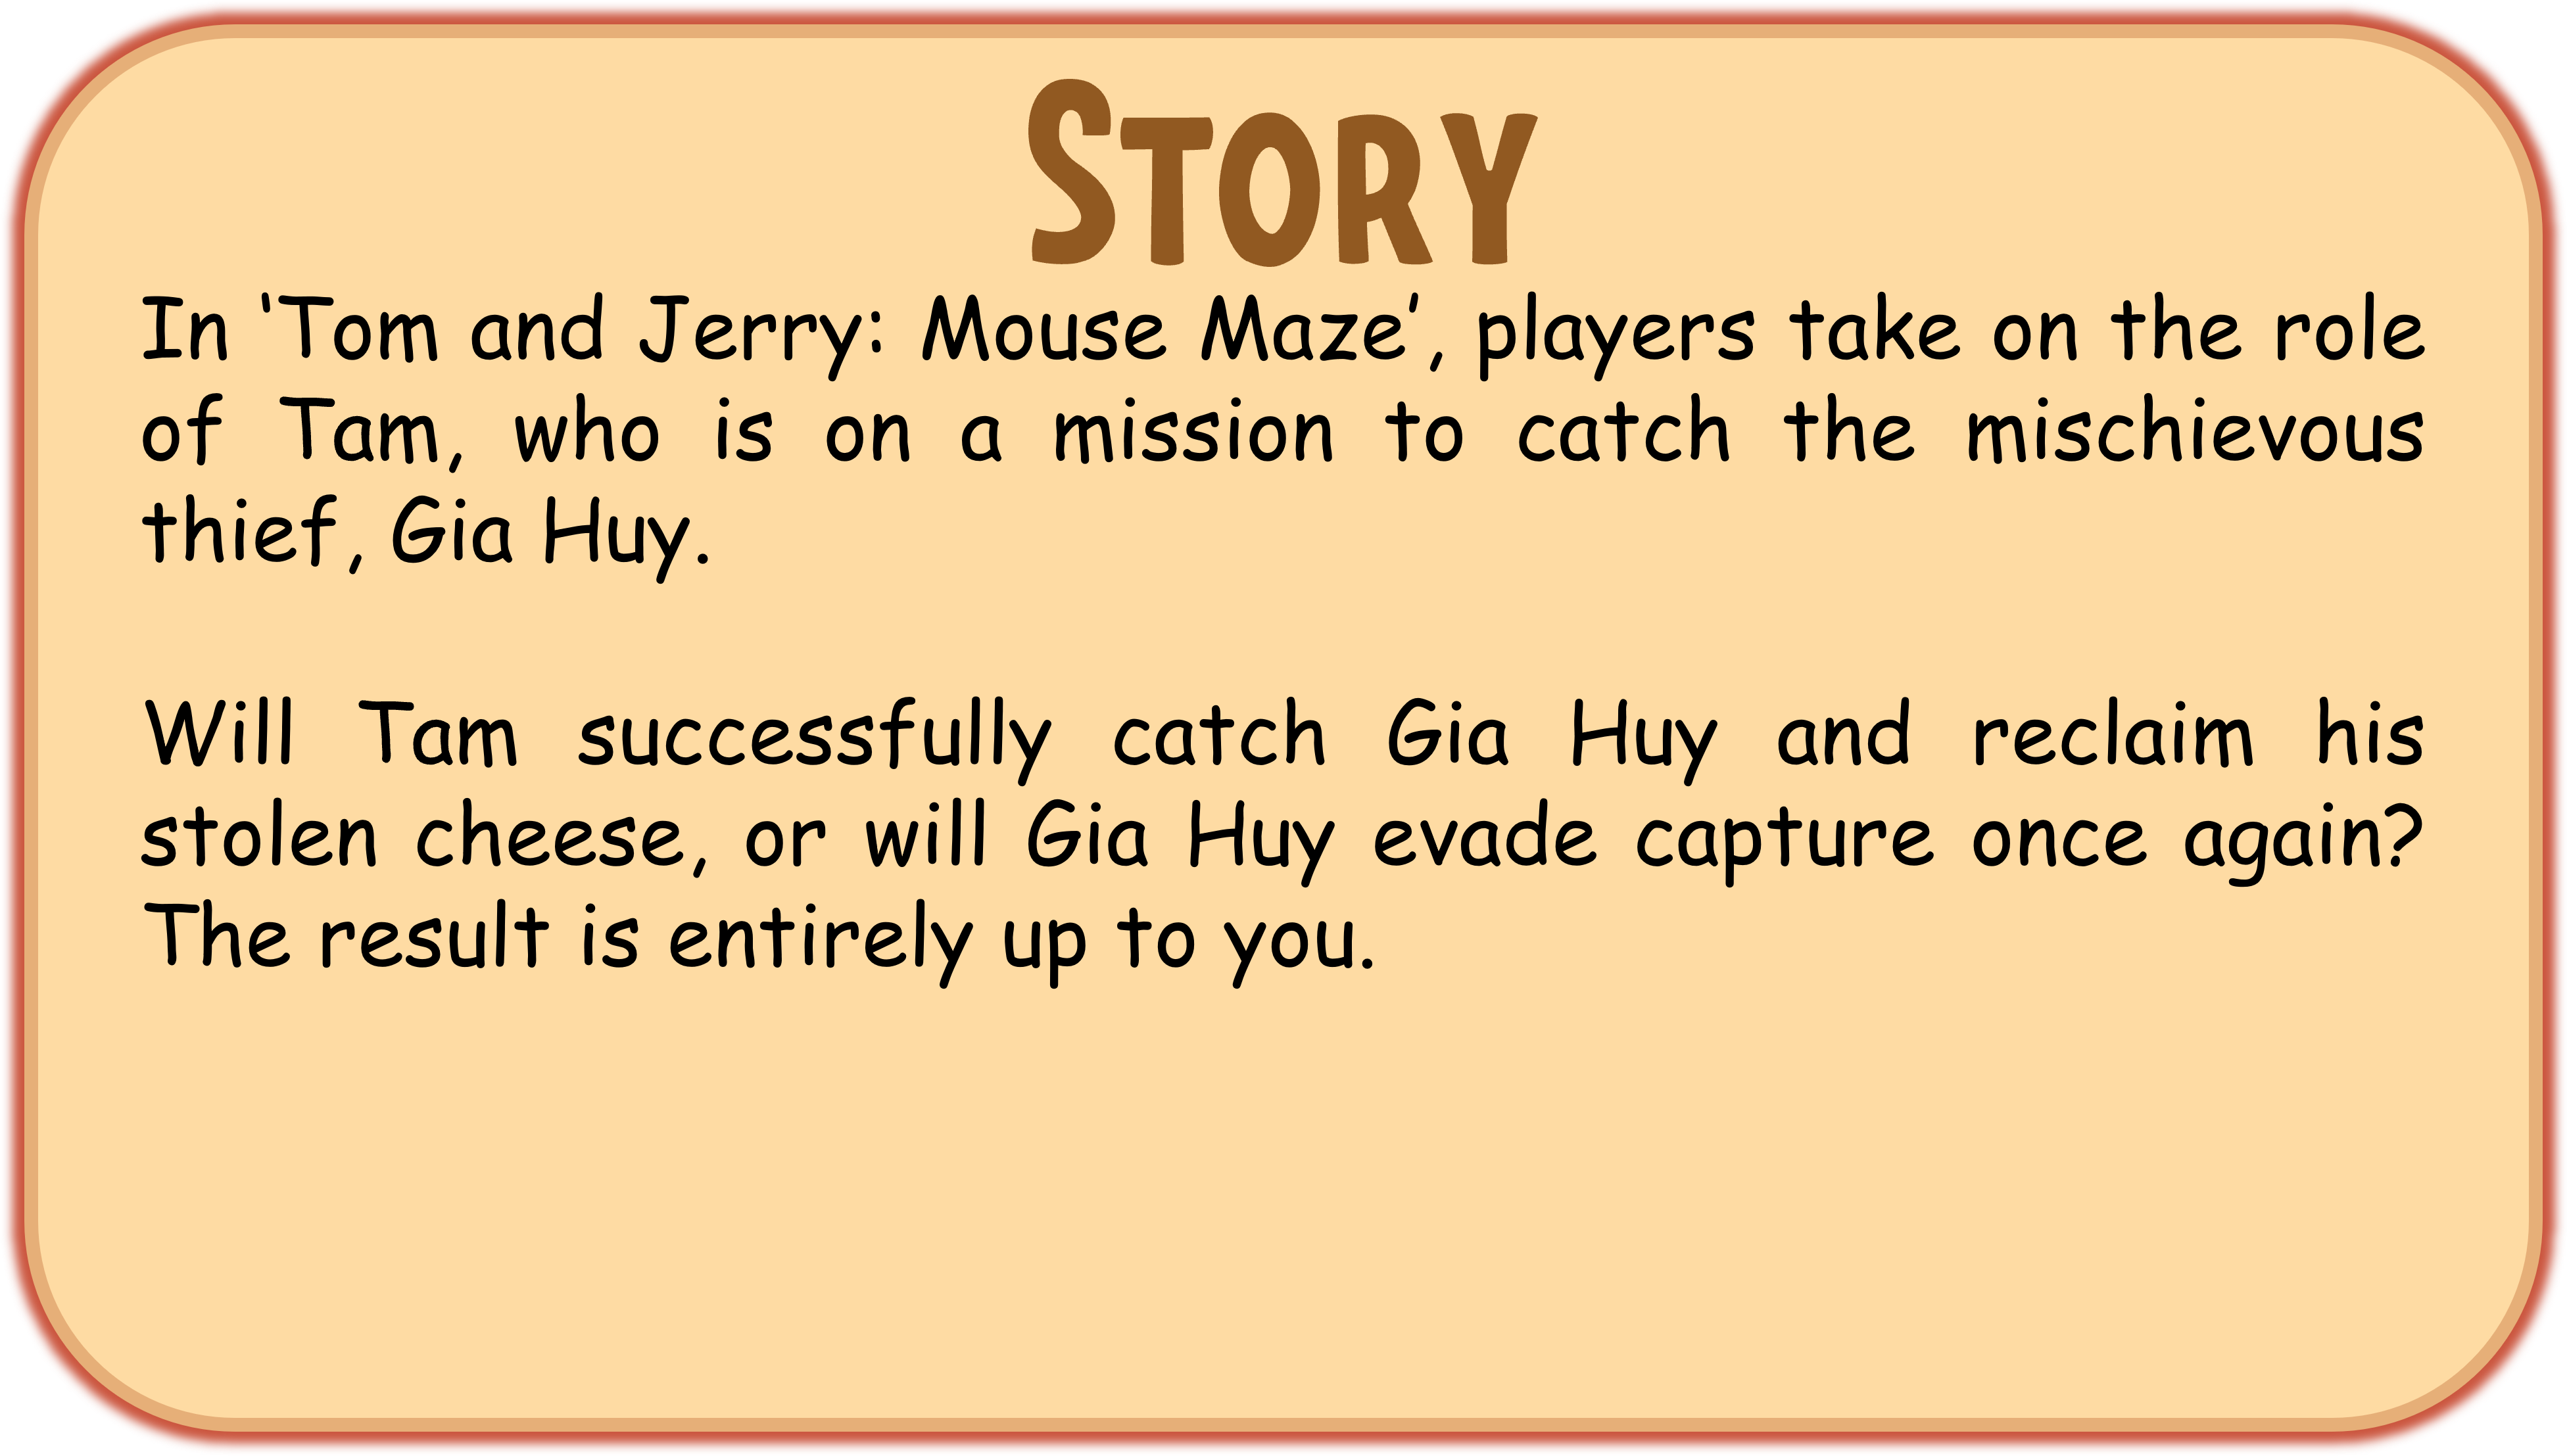 STORY
In ‘Tom and Jerry: Mouse Maze’, players take on the role
of Tam, who is on a mission to catch the mischievous
thief, Gia Huy.
Will Tam successfully catch Gia Huy and reclaim his
stolen cheese, or will Gia Huy evade capture once again?
The result is entirely up to you.